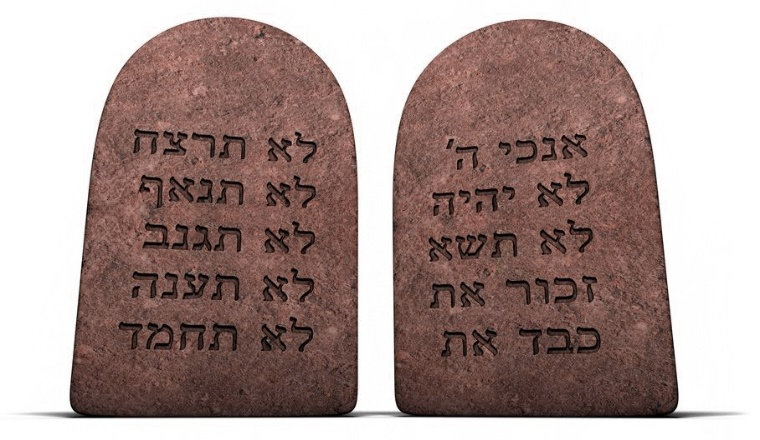 אנכי ה'
לא יהיה
לא תשא
זכור את
כבד את
לא תרצח
לא תנאף
לא תגנב
לא תענה
לא תחמד